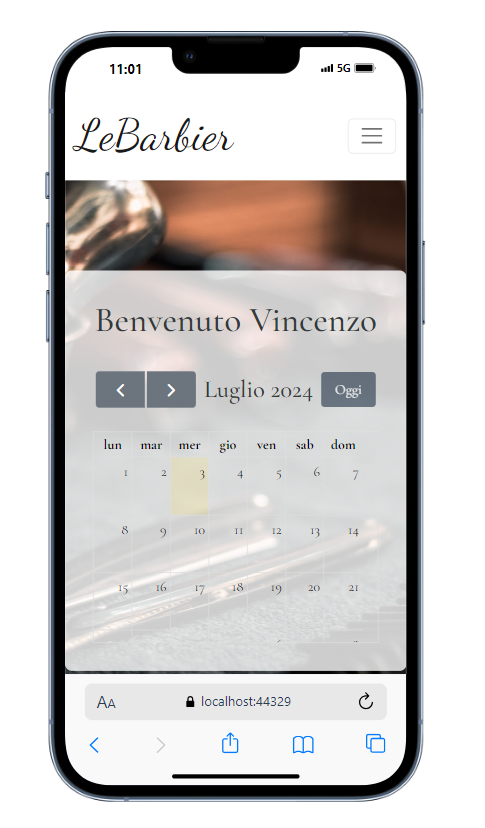 11:01 5G
LeBarbier
Benvenuto Vincenzo
Luglio 2024 Oggi
lun mar mer gio ven sab dom
1 2 3 4 5 6 7
8 9 10 11 12 13 14
15 16 17 18 19 20 21
AA localhost:44329